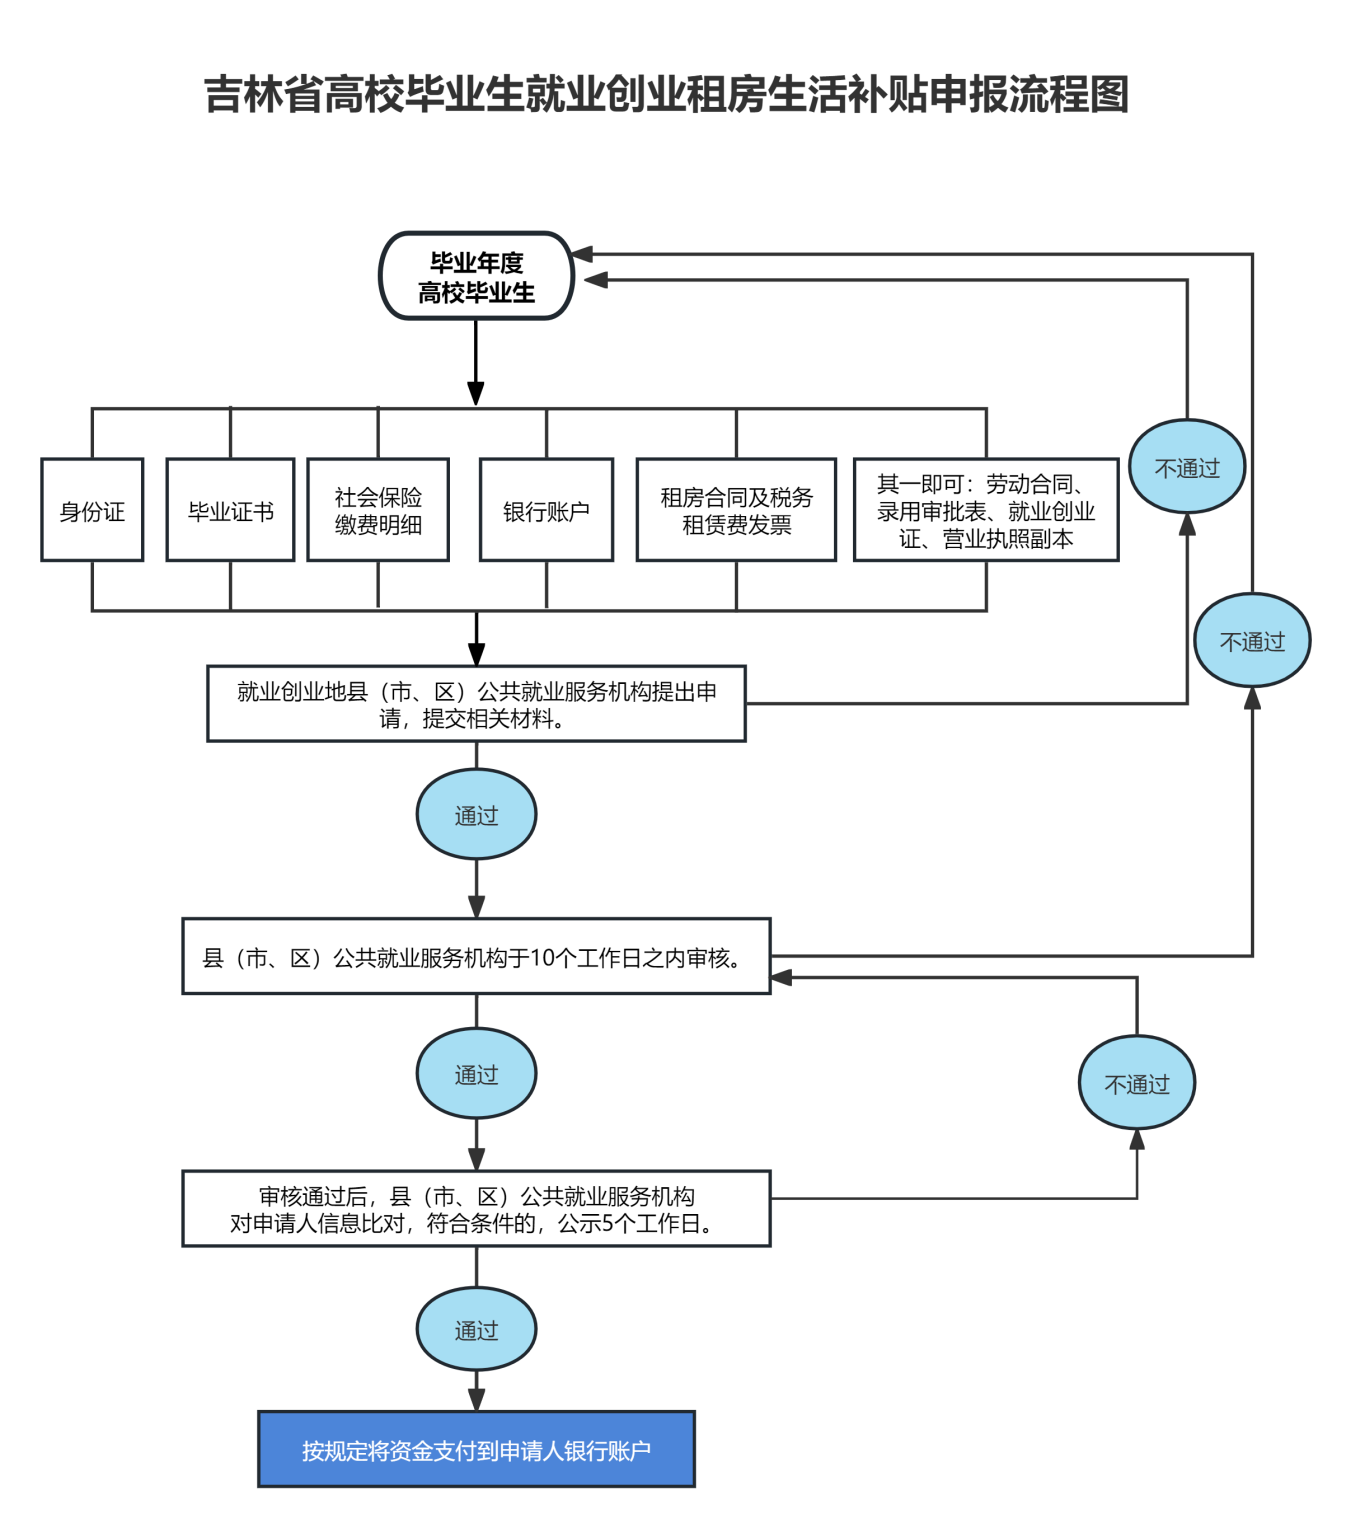 吉林省高校毕业生就业创业租房生活补贴申报流程图
毕业年度
高校毕业生
身份证
毕业证书
社会保险
缴费明细
银行账户
租房合同及税务
租赁费发票
其一即可：劳动合同、
录用审批表、就业创业
证、营业执照副本
不通过
不通过
就业创业地县（市、区）公共就业服务机构提出申
请，提交相关材料。
通过
县（市、区）公共就业服务机构于10个工作日之内审核。
通过
不通过
审核通过后，县（市、区）公共就业服务机构
对申请人信息比对，符合条件的，公示5个工作日。
通过
按规定将资金支付到申请人银行账户